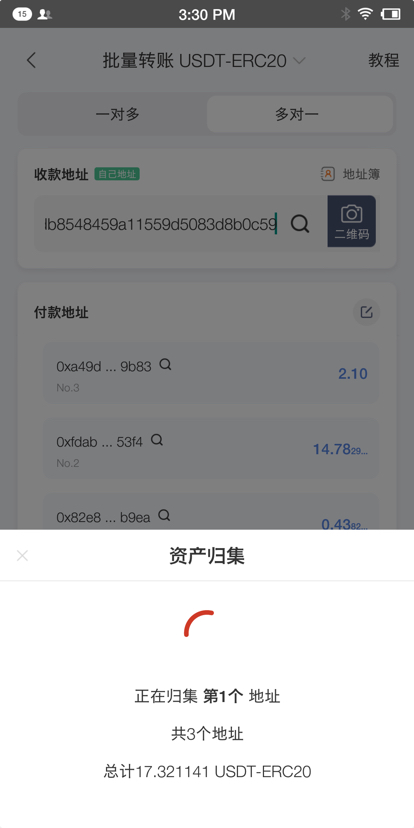 15
3:30 PM
批量转账 USDT-ERC20
教程
一对多
多对一
收款地址 自己地址
地址簿
lb8548459a11559d5083d8b0c59
二维码
付款地址
0xa49d ... 9b83
2.10
No.3
0xfdab ... 53f4
14.7829...
No.2
0x82e8 ... b9ea
0.4382...
资产归集
正在归集 第1个 地址
共3个地址
总计17.321141 USDT-ERC20